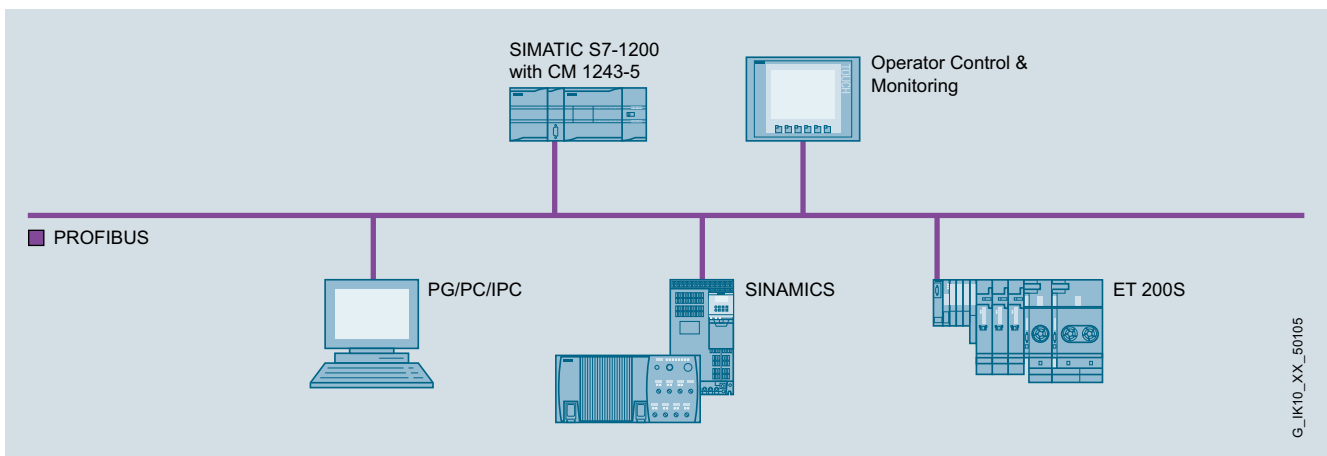 SIMATIC S7-1200
with CM 1243-5
Operator Control &
Monitoring
PROFIBUS
PG/PC/IPC
SINAMICS
ET 200S
G_IK10_XX_50105